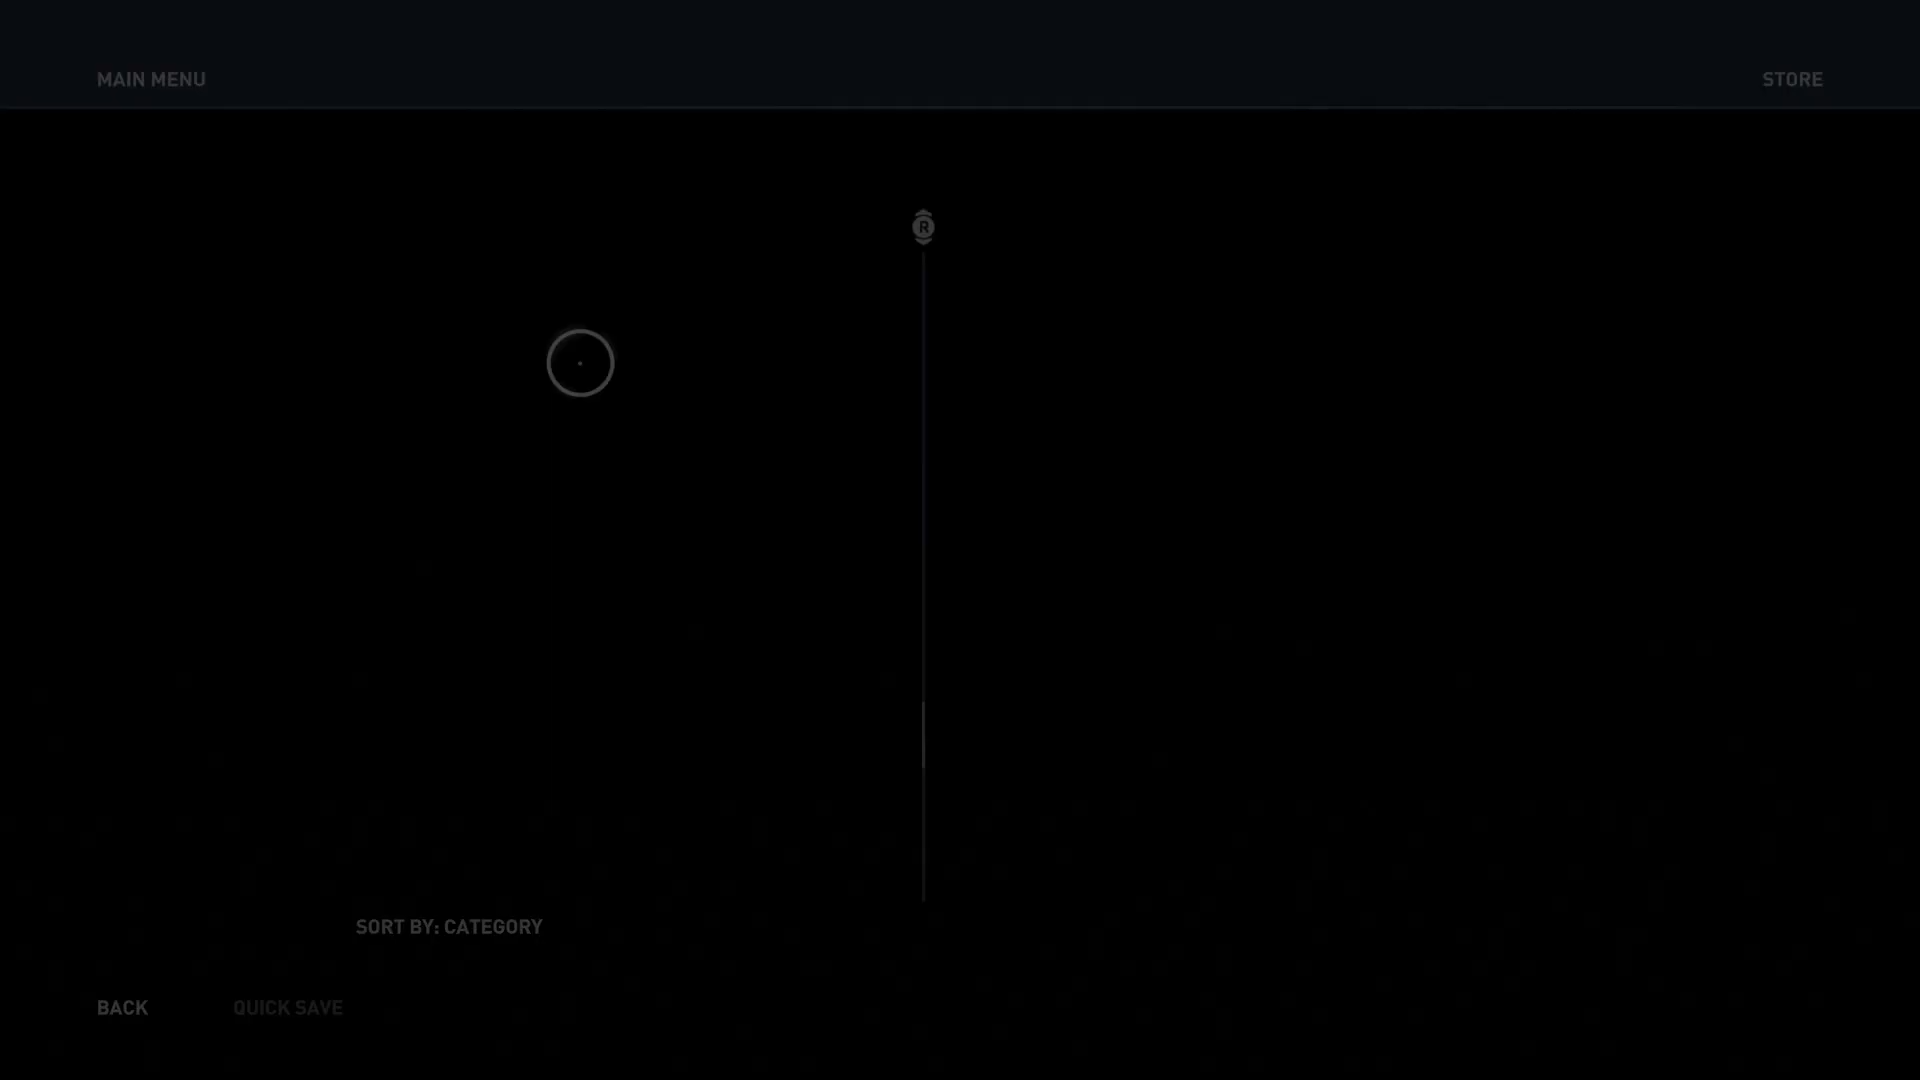 MAIN MENU
STORE
R
SORT BY: CATEGORY
BACK
QUICK SAVE